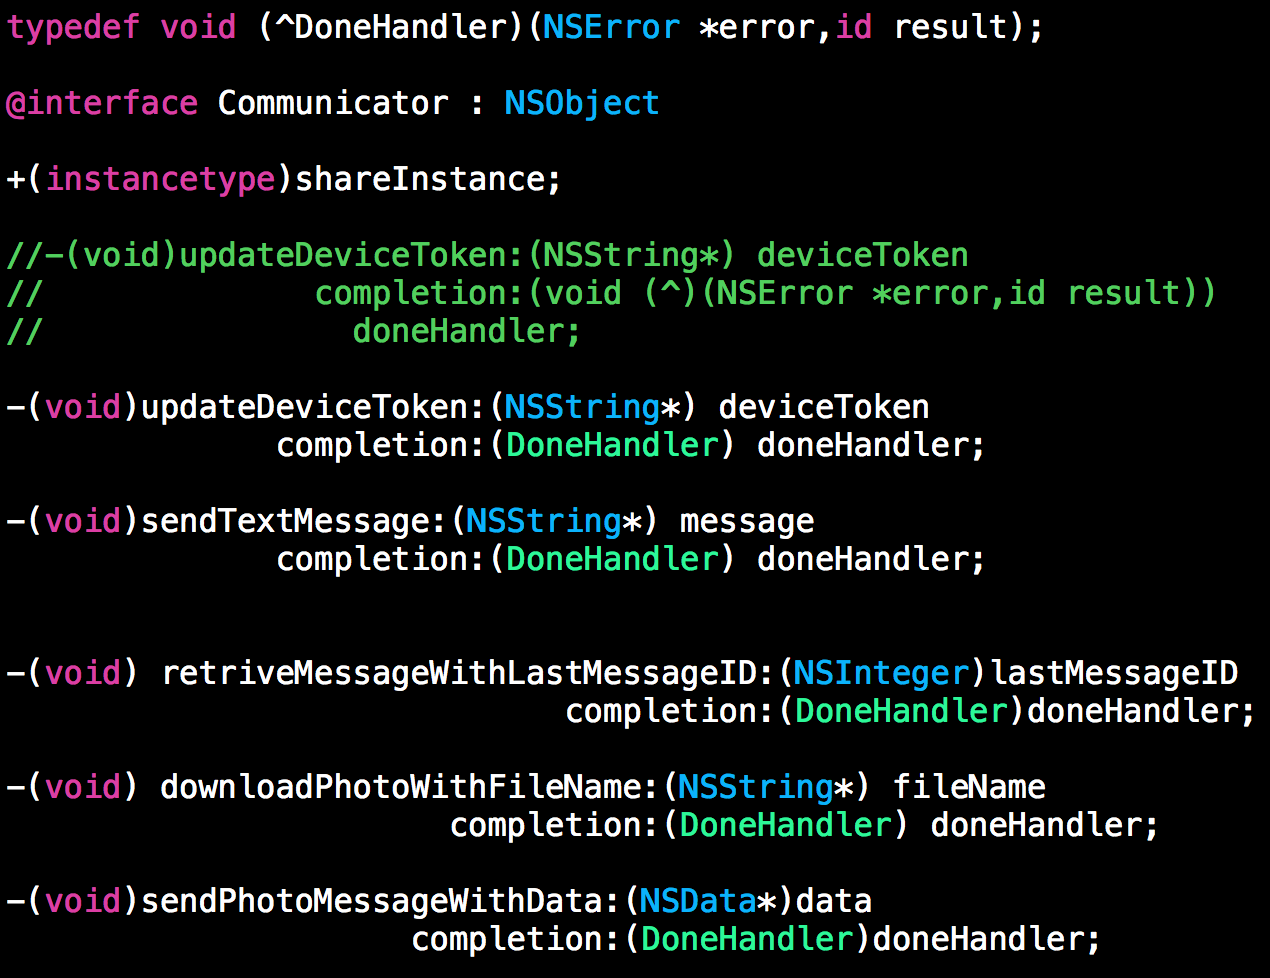 typedef void (^DoneHandler)(NSError *error,id result);
@interface Communicator : NSObject
+(instancetype)shareInstance;
//-(void)updateDeviceToken:(NSString*) deviceToken
//              completion:(void (^)(NSError *error,id result))
//                doneHandler;
-(void)updateDeviceToken:(NSString*) deviceToken
              completion:(DoneHandler) doneHandler;
-(void)sendTextMessage:(NSString*) message
              completion:(DoneHandler) doneHandler;
-(void) retriveMessageWithLastMessageID:(NSInteger)lastMessageID
                             completion:(DoneHandler)doneHandler;
-(void) downloadPhotoWithFileName:(NSString*) fileName
                       completion:(DoneHandler) doneHandler;
-(void)sendPhotoMessageWithData:(NSData*)data
                     completion:(DoneHandler)doneHandler;